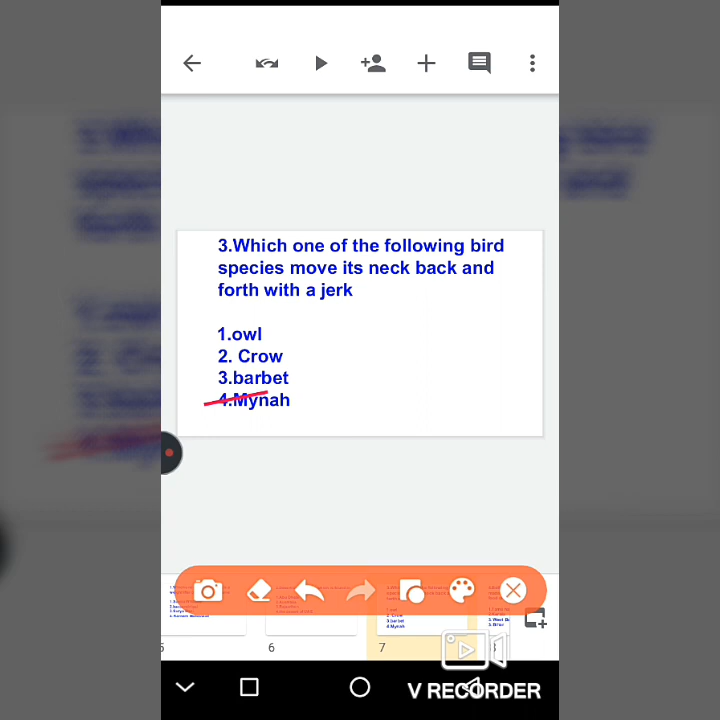 3.Which one of the following bird
species move its neck back and
forth with a jerk
1.owl
2. Crow
3.barbet
4.Mynah
6
7
V RECORDER